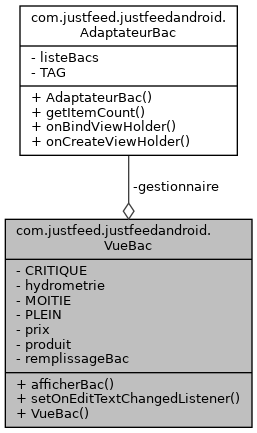 com.justfeed.justfeedandroid.
AdaptateurBac
- listeBacs
- TAG
+ AdaptateurBac()
+ getItemCount()
+ onBindViewHolder()
+ onCreateViewHolder()
-gestionnaire
com.justfeed.justfeedandroid.
VueBac
- CRITIQUE
- hydrometrie
- MOITIE
- PLEIN
- prix
- produit
- remplissageBac
+ afficherBac()
+ setOnEditTextChangedListener()
+ VueBac()